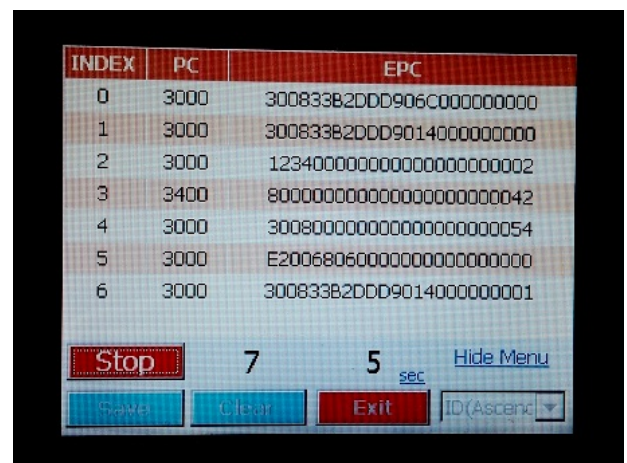 INDEX PC EPC
0 3000 300833B2DDD906C000000000
1 3000 300833B2DDD9014000000000
2 3000 123400000000000000000002
3 3400 800000000000000000000042
4 3000 300800000000000000000054
5 3000 E20068060000000000000000
6 3000 300833B2DDD9014000000001
Stop 7 5 sec Hide Menu
Save Clear Exit ID(Ascenc